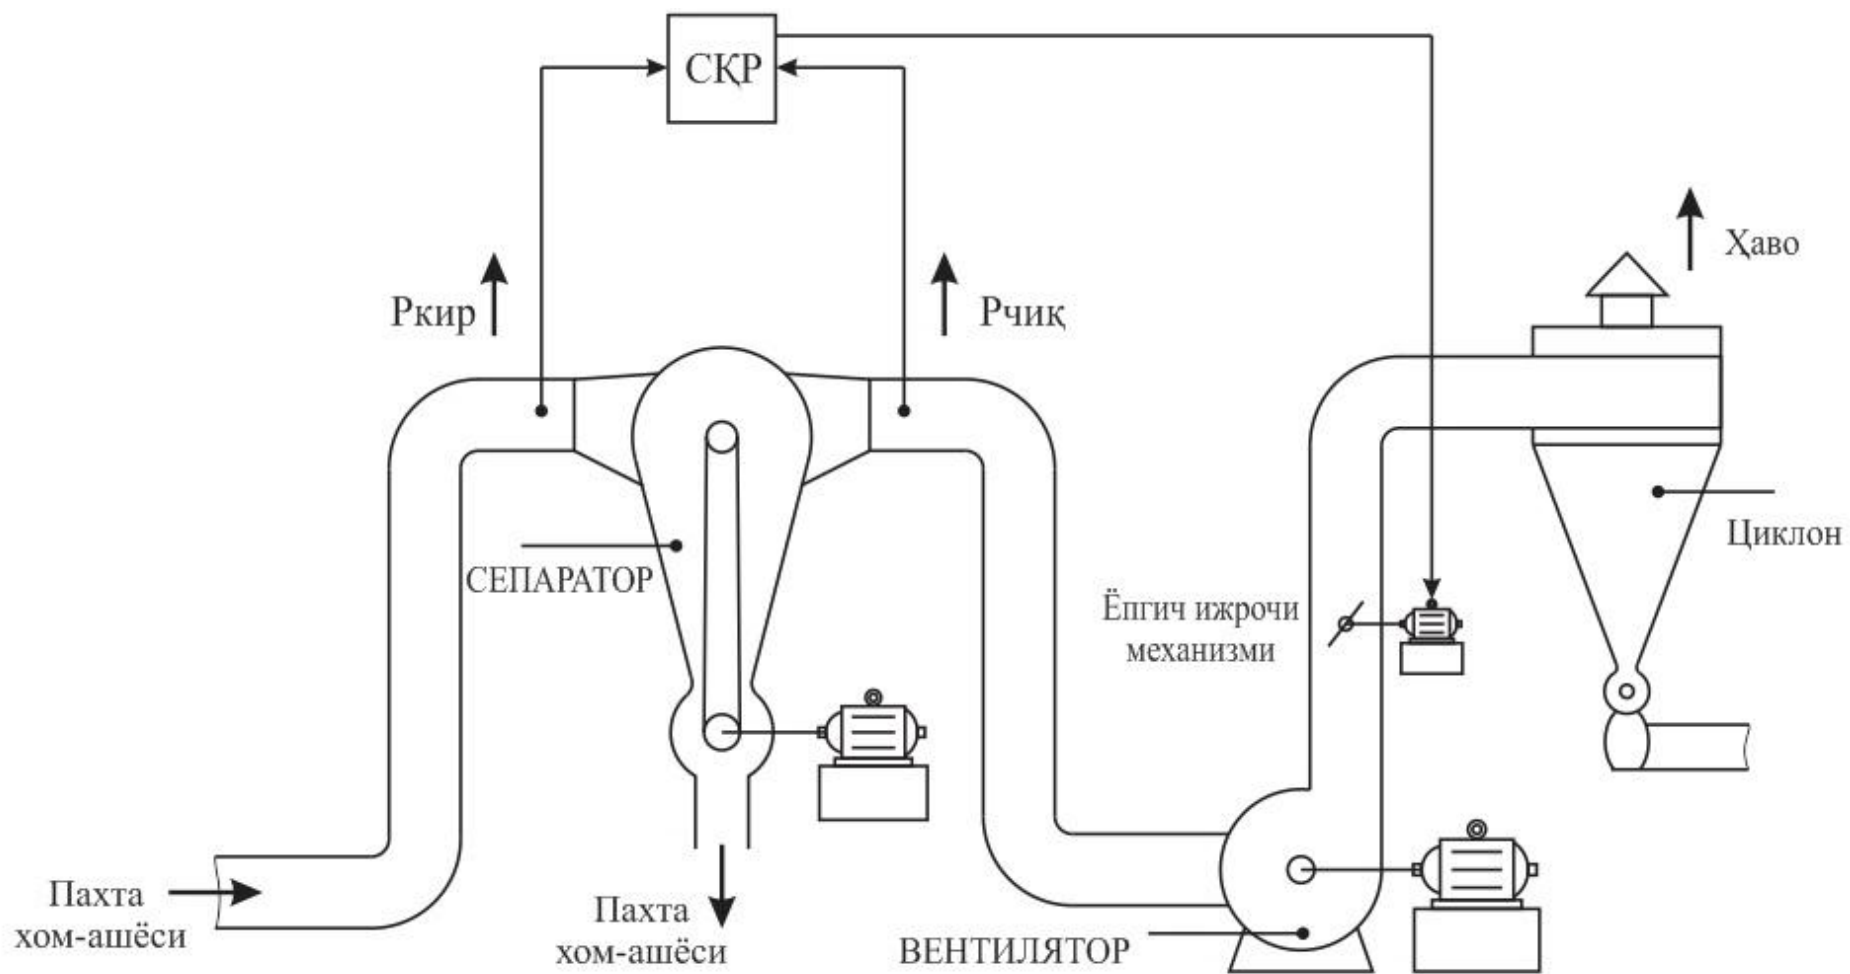 СҚР
Ҳаво
Ркир
Рчиқ
Циклон
СЕПАРАТОР
Ёпгич ижрочи
механизми
Пахта
хом-ашёси
Пахта
хом-ашёси
ВЕНТИЛЯТОР